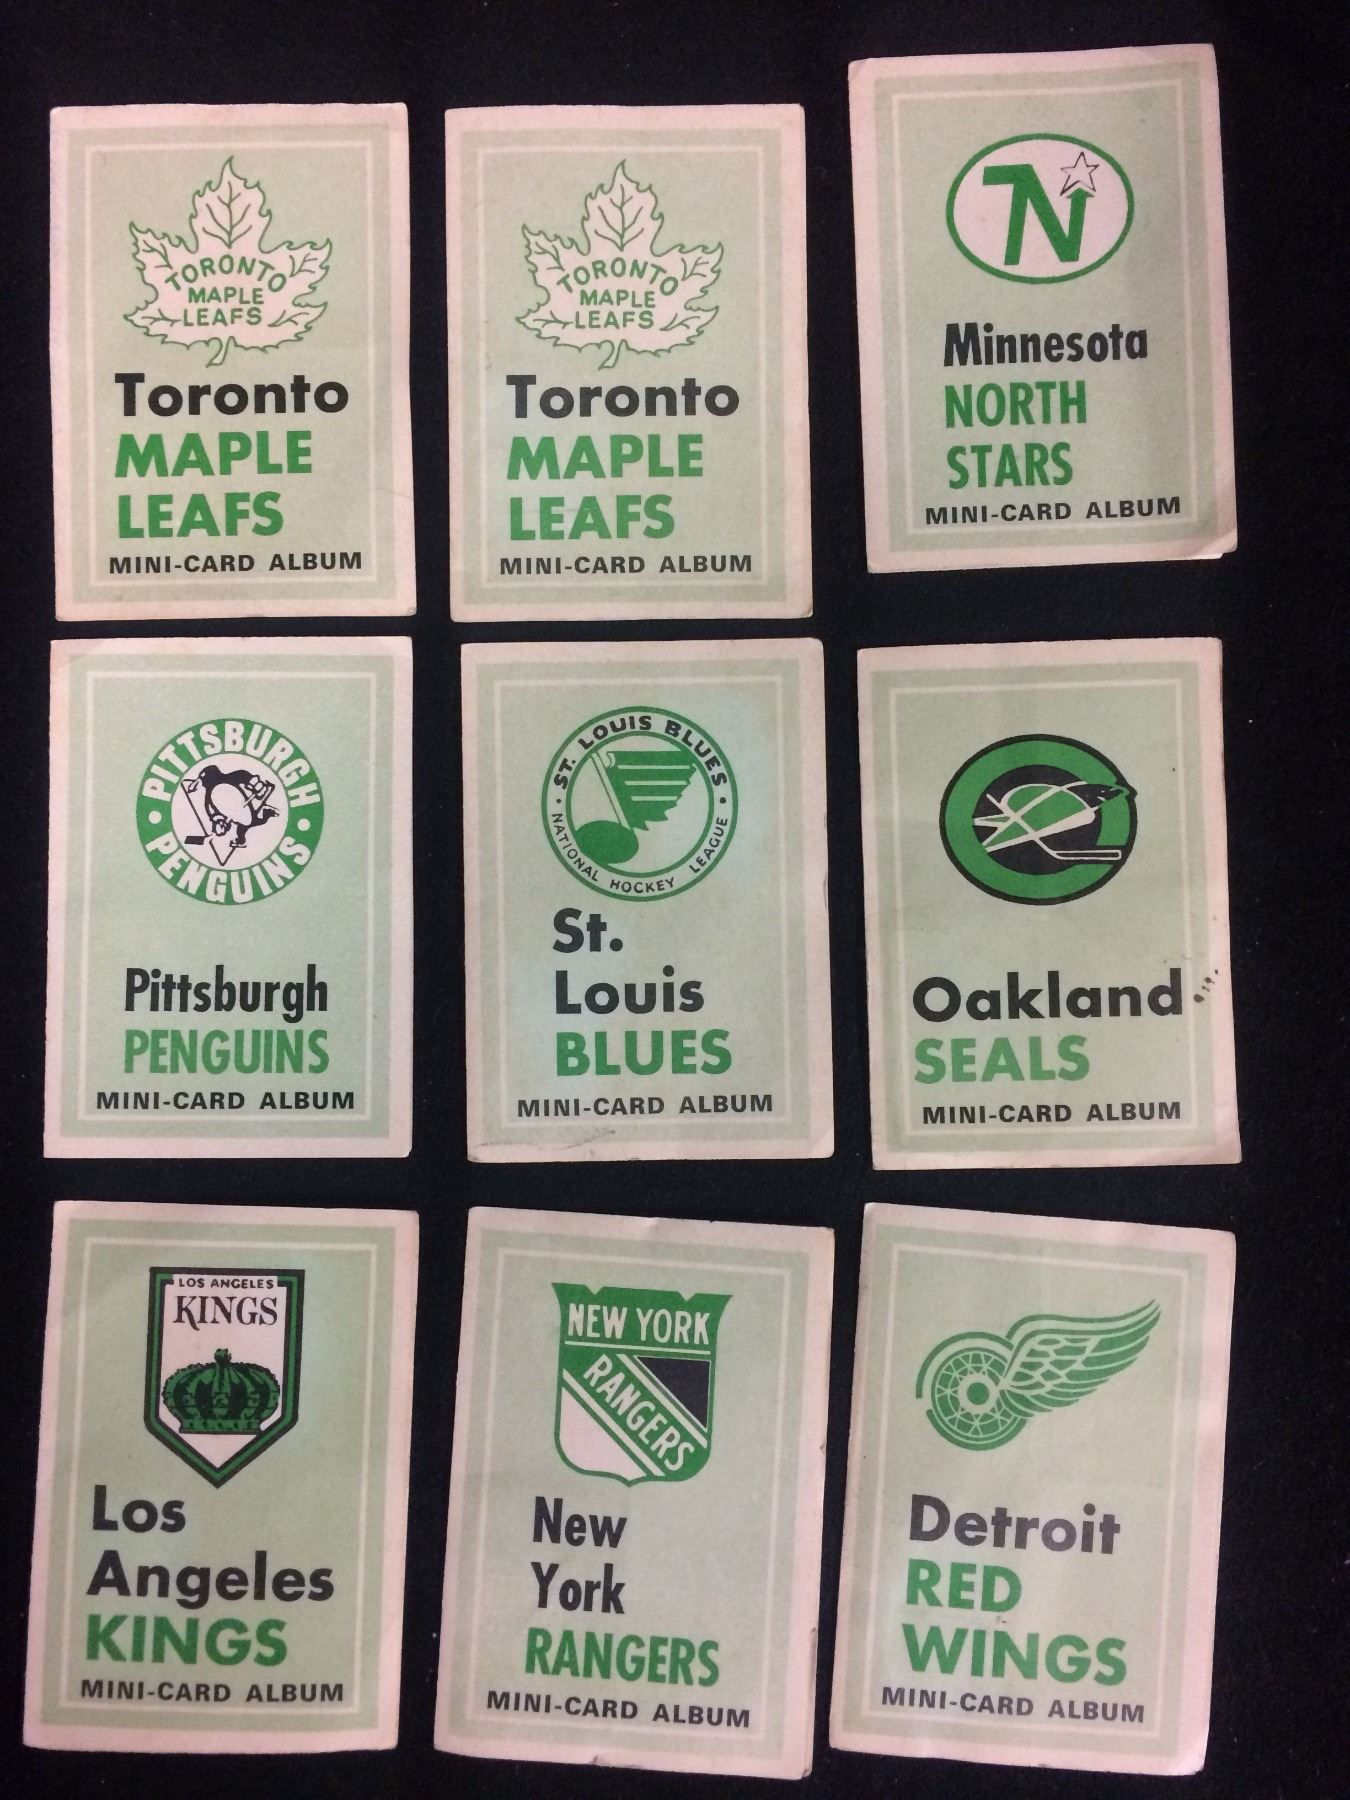 TORONTO
MAPLE
LEAFS
Toronto
MAPLE
LEAFS
MINI-CARD ALBUM
TORONTO
MAPLE
LEAFS
Toronto
MAPLE
LEAFS
MINI-CARD ALBUM
N
Minnesota
NORTH
STARS
MINI-CARD ALBUM
PITTSBURGH
PENGUINS
Pittsburgh
PENGUINS
MINI-CARD ALBUM
ST. LOUIS BLUES
NATIONAL HOCKEY LEAGUE
St.
Louis
BLUES
MINI-CARD ALBUM
Oakland
SEALS
MINI-CARD ALBUM
LOS ANGELES
KINGS
Los
Angeles
KINGS
MINI-CARD ALBUM
NEW YORK
RANGERS
New
York
RANGERS
MINI-CARD ALBUM
Detroit
RED
WINGS
MINI-CARD ALBUM